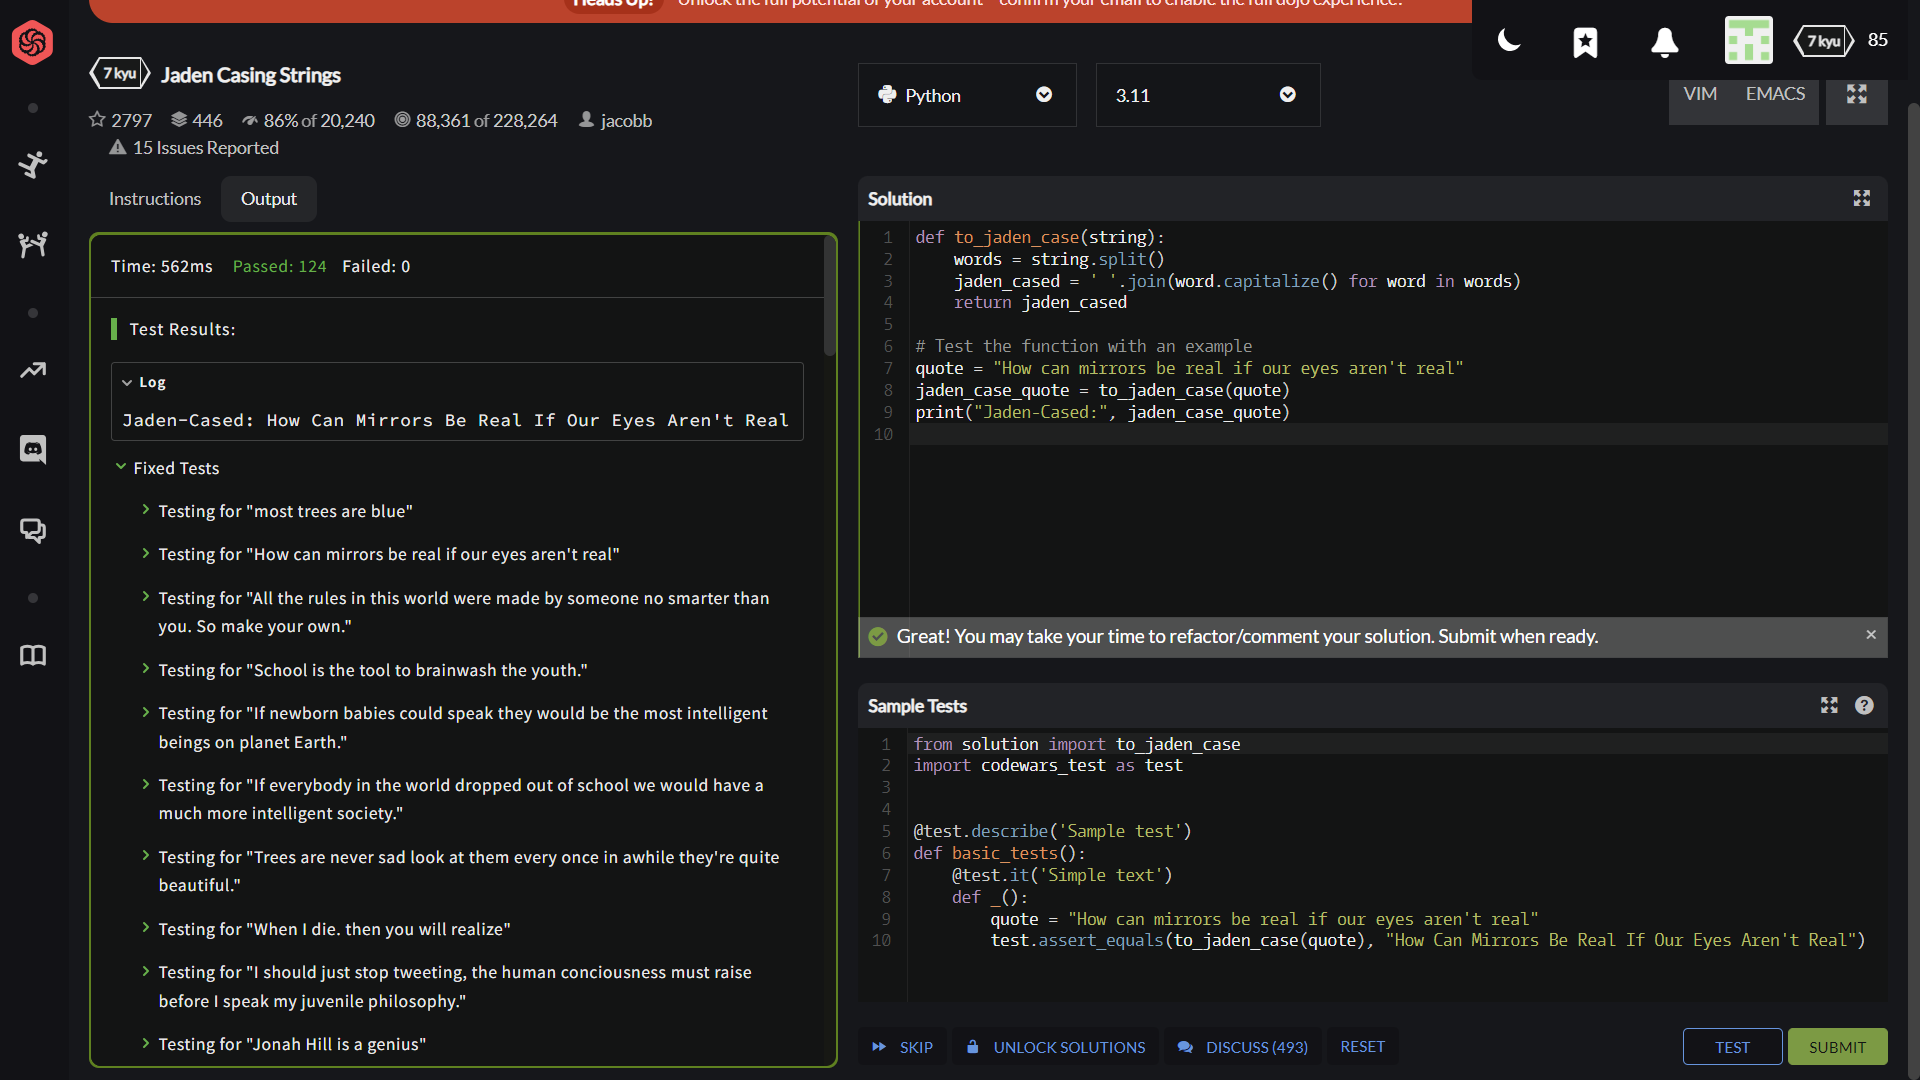 Heads Up! Unlock the full potential of your account - confirm your email to enable the full dojo experience!
7 kyu 85
7 kyu Jaden Casing Strings
2797 446 86% of 20,240 88,361 of 228,264 jacobb
15 Issues Reported
Python 3.11
VIM EMACS
Instructions Output
Time: 562ms Passed: 124 Failed: 0
Test Results:
Log
Jaden-Cased: How Can Mirrors Be Real If Our Eyes Aren't Real
Fixed Tests
Testing for "most trees are blue"
Testing for "How can mirrors be real if our eyes aren't real"
Testing for "All the rules in this world were made by someone no smarter than
you. So make your own."
Testing for "School is the tool to brainwash the youth."
Testing for "If newborn babies could speak they would be the most intelligent
beings on planet Earth."
Testing for "If everybody in the world dropped out of school we would have a
much more intelligent society."
Testing for "Trees are never sad look at them every once in awhile they're quite
beautiful."
Testing for "When I die. then you will realize"
Testing for "I should just stop tweeting, the human conciousness must raise
before I speak my juvenile philosophy."
Testing for "Jonah Hill is a genius"
Solution
1 def to_jaden_case(string):
2     words = string.split()
3     jaden_cased = ' '.join(word.capitalize() for word in words)
4     return jaden_cased
5
6 # Test the function with an example
7 quote = "How can mirrors be real if our eyes aren't real"
8 jaden_case_quote = to_jaden_case(quote)
9 print("Jaden-Cased:", jaden_case_quote)
10
Great! You may take your time to refactor/comment your solution. Submit when ready. ×
Sample Tests
1 from solution import to_jaden_case
2 import codewars_test as test
3
4
5 @test.describe('Sample test')
6 def basic_tests():
7     @test.it('Simple text')
8     def _():
9         quote = "How can mirrors be real if our eyes aren't real"
10         test.assert_equals(to_jaden_case(quote), "How Can Mirrors Be Real If Our Eyes Aren't Real")
SKIP UNLOCK SOLUTIONS DISCUSS (493) RESET TEST SUBMIT